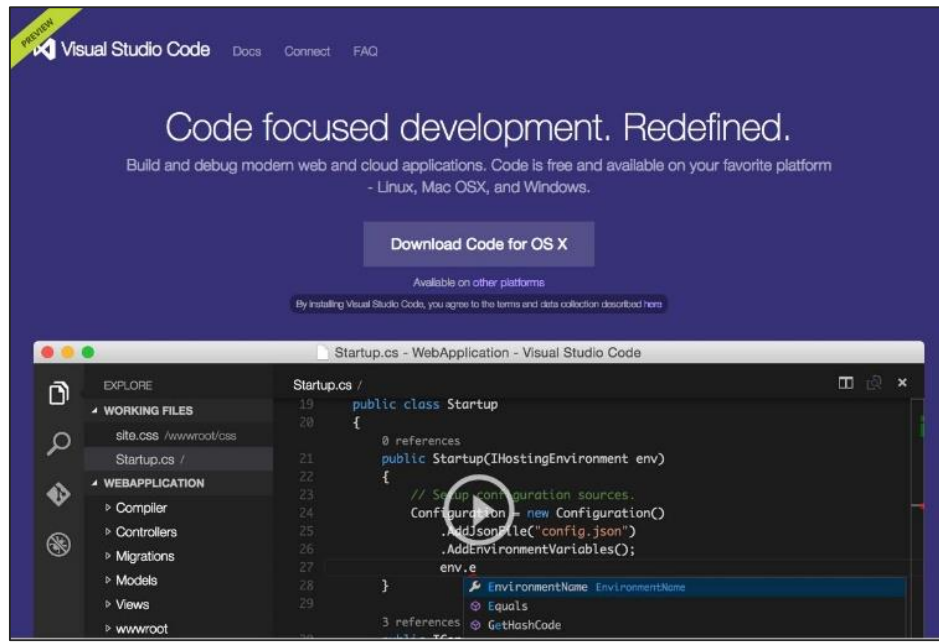 PREVIEW
Visual Studio Code Docs Connect FAQ
Code focused development. Redefined.
Build and debug modern web and cloud applications. Code is free and available on your favorite platform
- Linux, Mac OSX, and Windows.
Download Code for OS X
Available on other platforms
By installing Visual Studio Code, you agree to the terms and data collection described here
Startup.cs - WebApplication - Visual Studio Code
EXPLORE
WORKING FILES
site.css /wwwroot/css
Startup.cs /
WEBAPPLICATION
Compiler
Controllers
Migrations
Models
Views
wwwroot
Startup.cs /
19 public class Startup
20 {
0 references
21 public Startup(IHostingEnvironment env)
22 {
23 // Setup configuration sources.
24 Configuration = new Configuration()
25 .AddJsonFile("config.json")
26 .AddEnvironmentVariables();
27 env.e
EnvironmentName EnvironmentName
28 }
Equals
29
3 references
GetHashCode